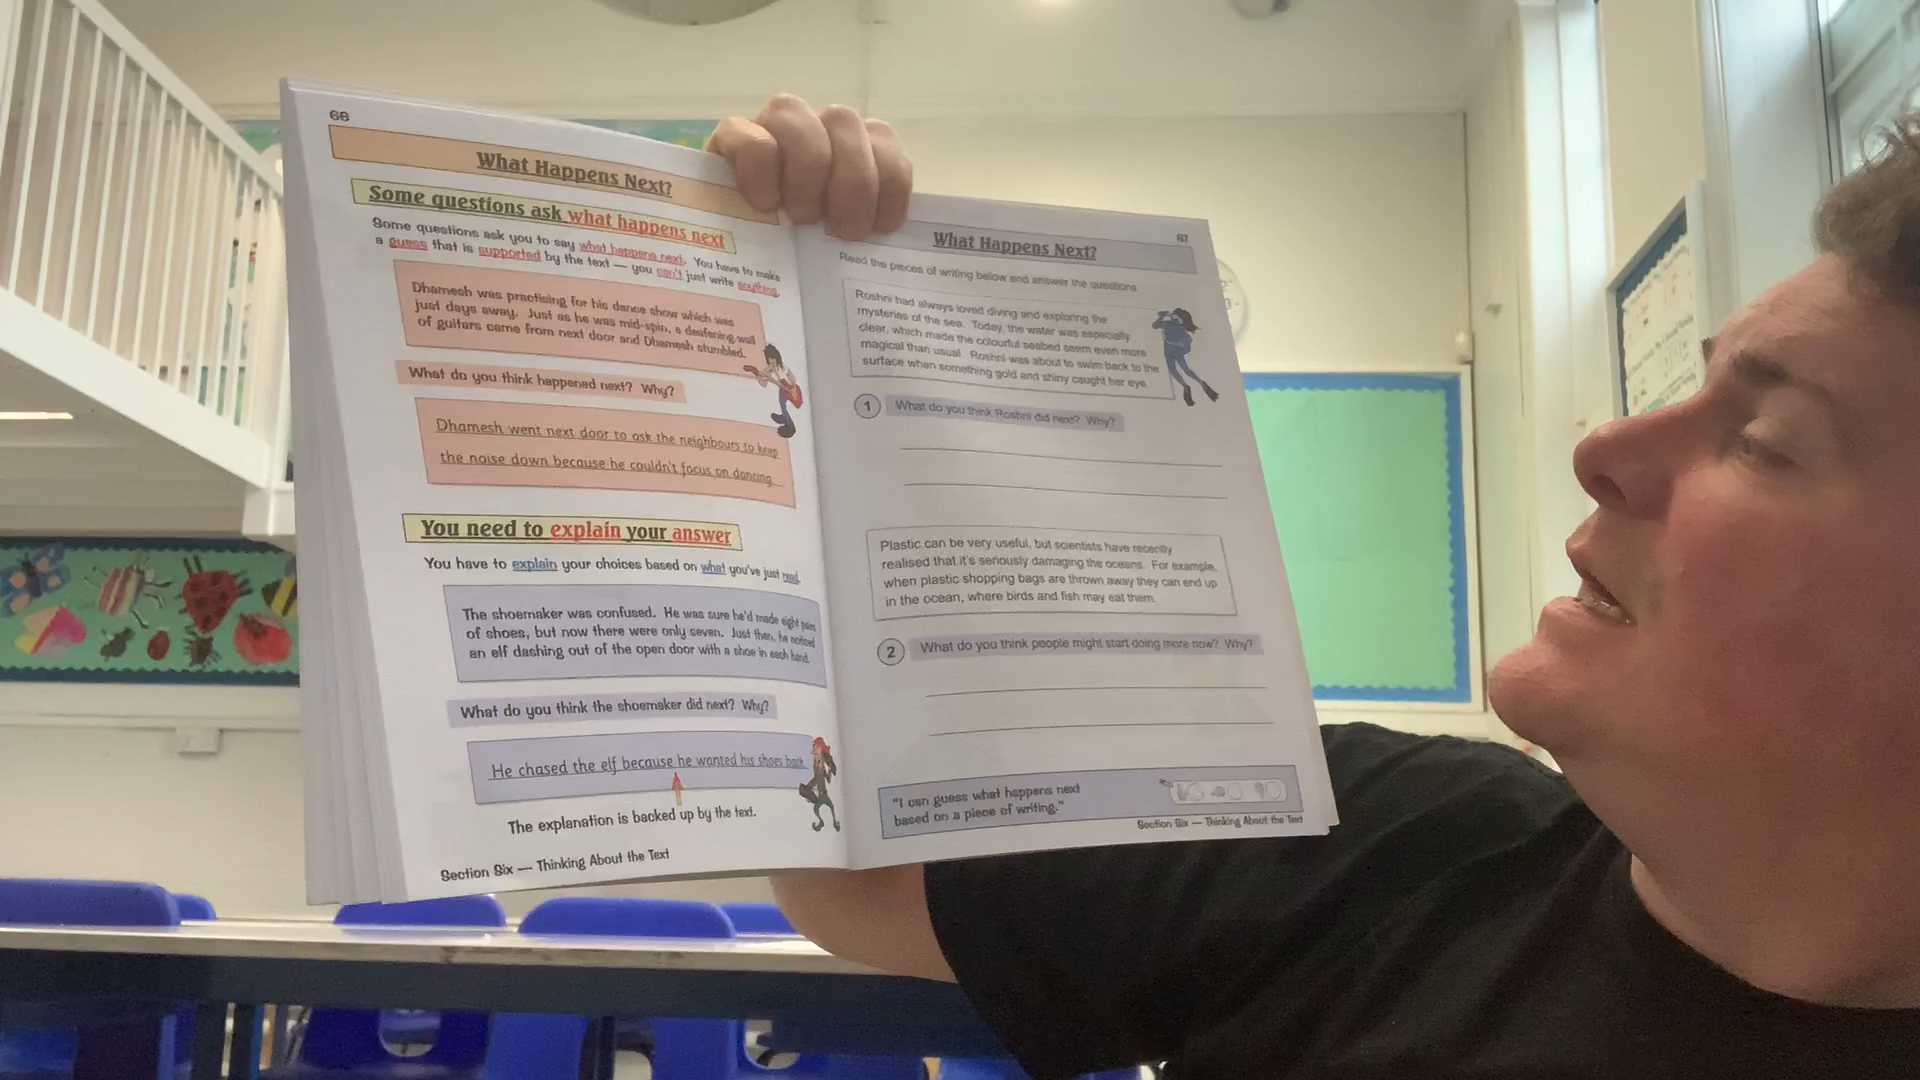 66
What Happens Next?
Some questions ask what happens next
Some questions ask you to say what happens next. You have to make
a guess that is supported by the text — you can't just write anything.
Dhamesh was practising for his dance show which was
just days away. Just as he was mid-spin, a deafening wail
of guitars came from next door and Dhamesh stumbled.
What do you think happened next? Why?
Dhamesh went next door to ask the neighbours to keep
the noise down because he couldn't focus on dancing.
You need to explain your answer
You have to explain your choices based on what you've just read.
The shoemaker was confused. He was sure he'd made eight pairs
of shoes, but now there were only seven. Just then, he noticed
an elf dashing out of the open door with a shoe in each hand.
What do you think the shoemaker did next? Why?
He chased the elf because he wanted his shoes back.
The explanation is backed up by the text.
Section Six — Thinking About the Text
67
What Happens Next?
Read the pieces of writing below and answer the questions.
Roshni had always loved diving and exploring the
mysteries of the sea. Today, the water was especially
clear, which made the colourful seabed seem even more
magical than usual. Roshni was about to swim back to the
surface when something gold and shiny caught her eye.
1 What do you think Roshni did next? Why?
Plastic can be very useful, but scientists have recently
realised that it's seriously damaging the oceans. For example,
when plastic shopping bags are thrown away they can end up
in the ocean, where birds and fish may eat them.
2 What do you think people might start doing more now? Why?
"I can guess what happens next
based on a piece of writing."
Section Six — Thinking About the Text